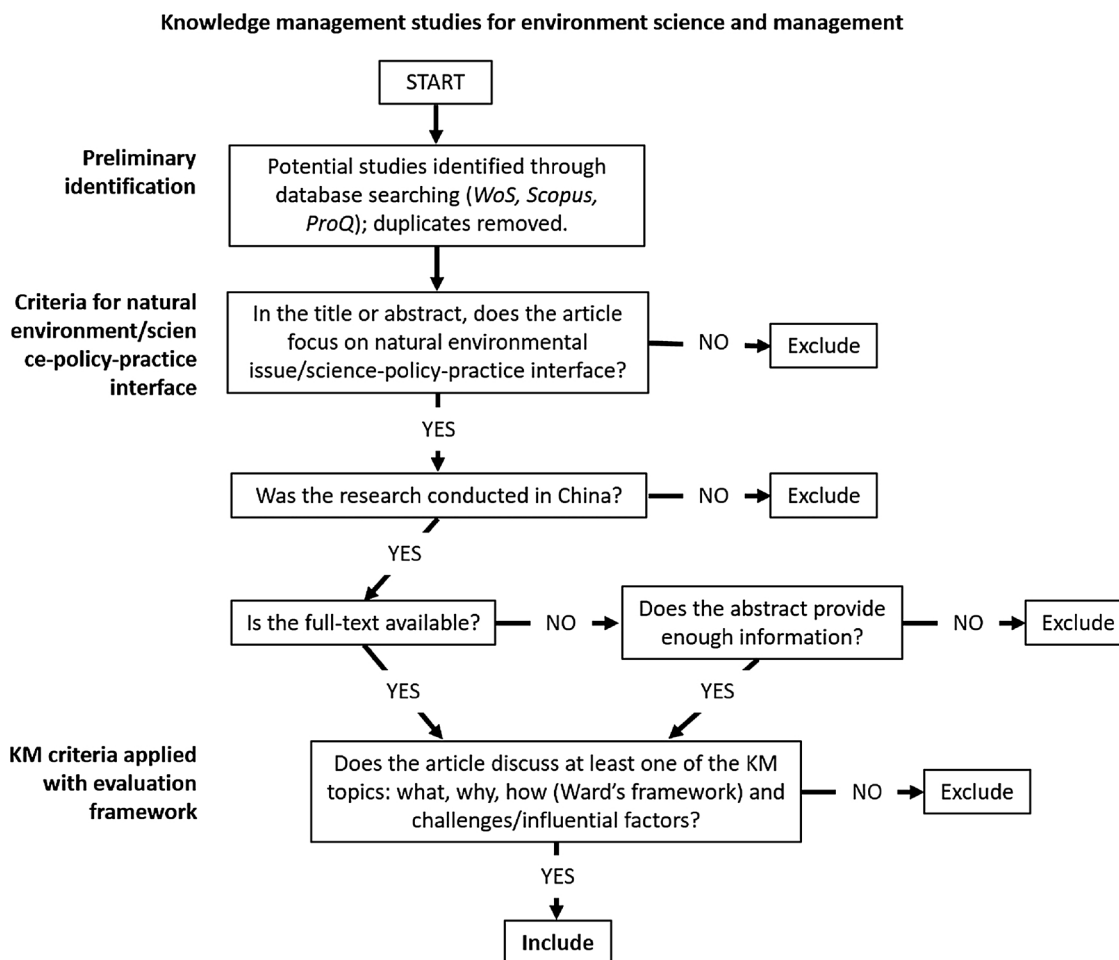 Knowledge management studies for environment science and management
START
Preliminary
identification
Potential studies identified through
database searching (WoS, Scopus,
ProQ); duplicates removed.
Criteria for natural
environment/scien
ce-policy-practice
interface
In the title or abstract, does the article
focus on natural environmental
issue/science-policy-practice interface?
NO
Exclude
YES
Was the research conducted in China?
NO
Exclude
YES
Is the full-text available?
NO
Does the abstract provide
enough information?
NO
Exclude
YES
YES
KM criteria applied
with evaluation
framework
Does the article discuss at least one of the KM
topics: what, why, how (Ward’s framework) and
challenges/influential factors?
NO
Exclude
YES
Include